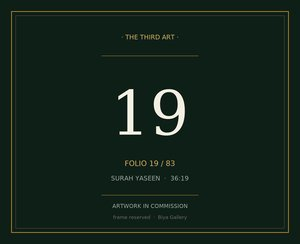 · THE THIRD ART ·
19
FOLIO 19 / 83
SURAH YASEEN · 36:19
ARTWORK IN COMMISSION
frame reserved · Biya Gallery